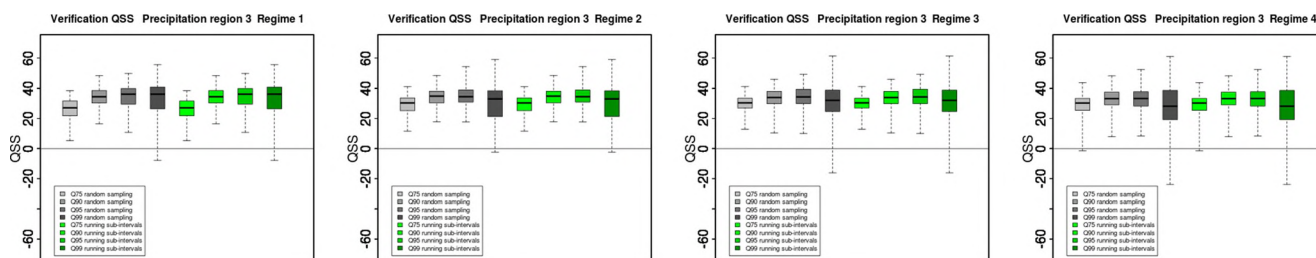 Verification QSS Precipitation region 3 Regime 1
60
40
20
0
-20
-60
QSS
Q75 random sampling
Q90 random sampling
Q95 random sampling
Q99 random sampling
Q75 running sub-intervals
Q90 running sub-intervals
Q95 running sub-intervals
Q99 running sub-intervals
Verification QSS Precipitation region 3 Regime 2
60
40
20
0
-20
-60
QSS
Q75 random sampling
Q90 random sampling
Q95 random sampling
Q99 random sampling
Q75 running sub-intervals
Q90 running sub-intervals
Q95 running sub-intervals
Q99 running sub-intervals
Verification QSS Precipitation region 3 Regime 3
60
40
20
0
-20
-60
QSS
Q75 random sampling
Q90 random sampling
Q95 random sampling
Q99 random sampling
Q75 running sub-intervals
Q90 running sub-intervals
Q95 running sub-intervals
Q99 running sub-intervals
Verification QSS Precipitation region 3 Regime 4
60
40
20
0
-20
-60
QSS
Q75 random sampling
Q90 random sampling
Q95 random sampling
Q99 random sampling
Q75 running sub-intervals
Q90 running sub-intervals
Q95 running sub-intervals
Q99 running sub-intervals